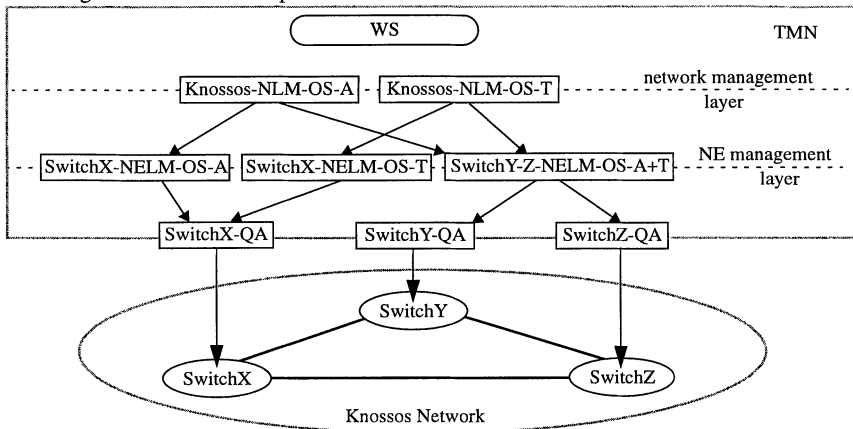 WS
TMN
Knossos-NLM-OS-A
Knossos-NLM-OS-T
network management
layer
SwitchX-NELM-OS-A
SwitchX-NELM-OS-T
SwitchY-Z-NELM-OS-A+T
NE management
layer
SwitchX-QA
SwitchY-QA
SwitchZ-QA
SwitchY
SwitchX
SwitchZ
Knossos Network